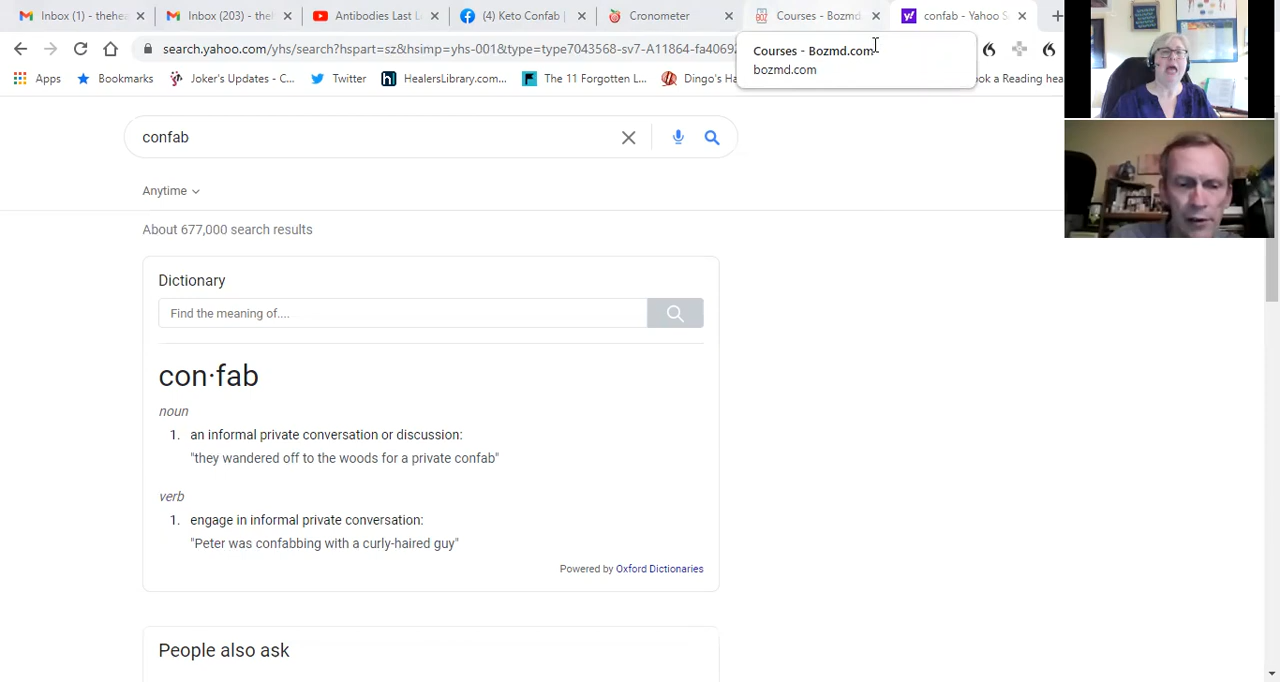 Inbox (1) - thehea
Inbox (203) - thel
Antibodies Last L
(4) Keto Confab |
Cronometer
Courses - Bozmd.
confab - Yahoo S
search.yahoo.com/yhs/search?hspart=sz&hsimp=yhs-001&type=type7043568-sv7-A11864-fa4069
Courses - Bozmd.com
bozmd.com
Apps
Bookmarks
Joker's Updates - C...
Twitter
HealersLibrary.com...
The 11 Forgotten L...
Dingo's Ha
ok a Reading hea
confab
Anytime
About 677,000 search results
Dictionary
Find the meaning of....
con·fab
noun
1. an informal private conversation or discussion:
"they wandered off to the woods for a private confab"
verb
1. engage in informal private conversation:
"Peter was confabbing with a curly-haired guy"
Powered by Oxford Dictionaries
People also ask